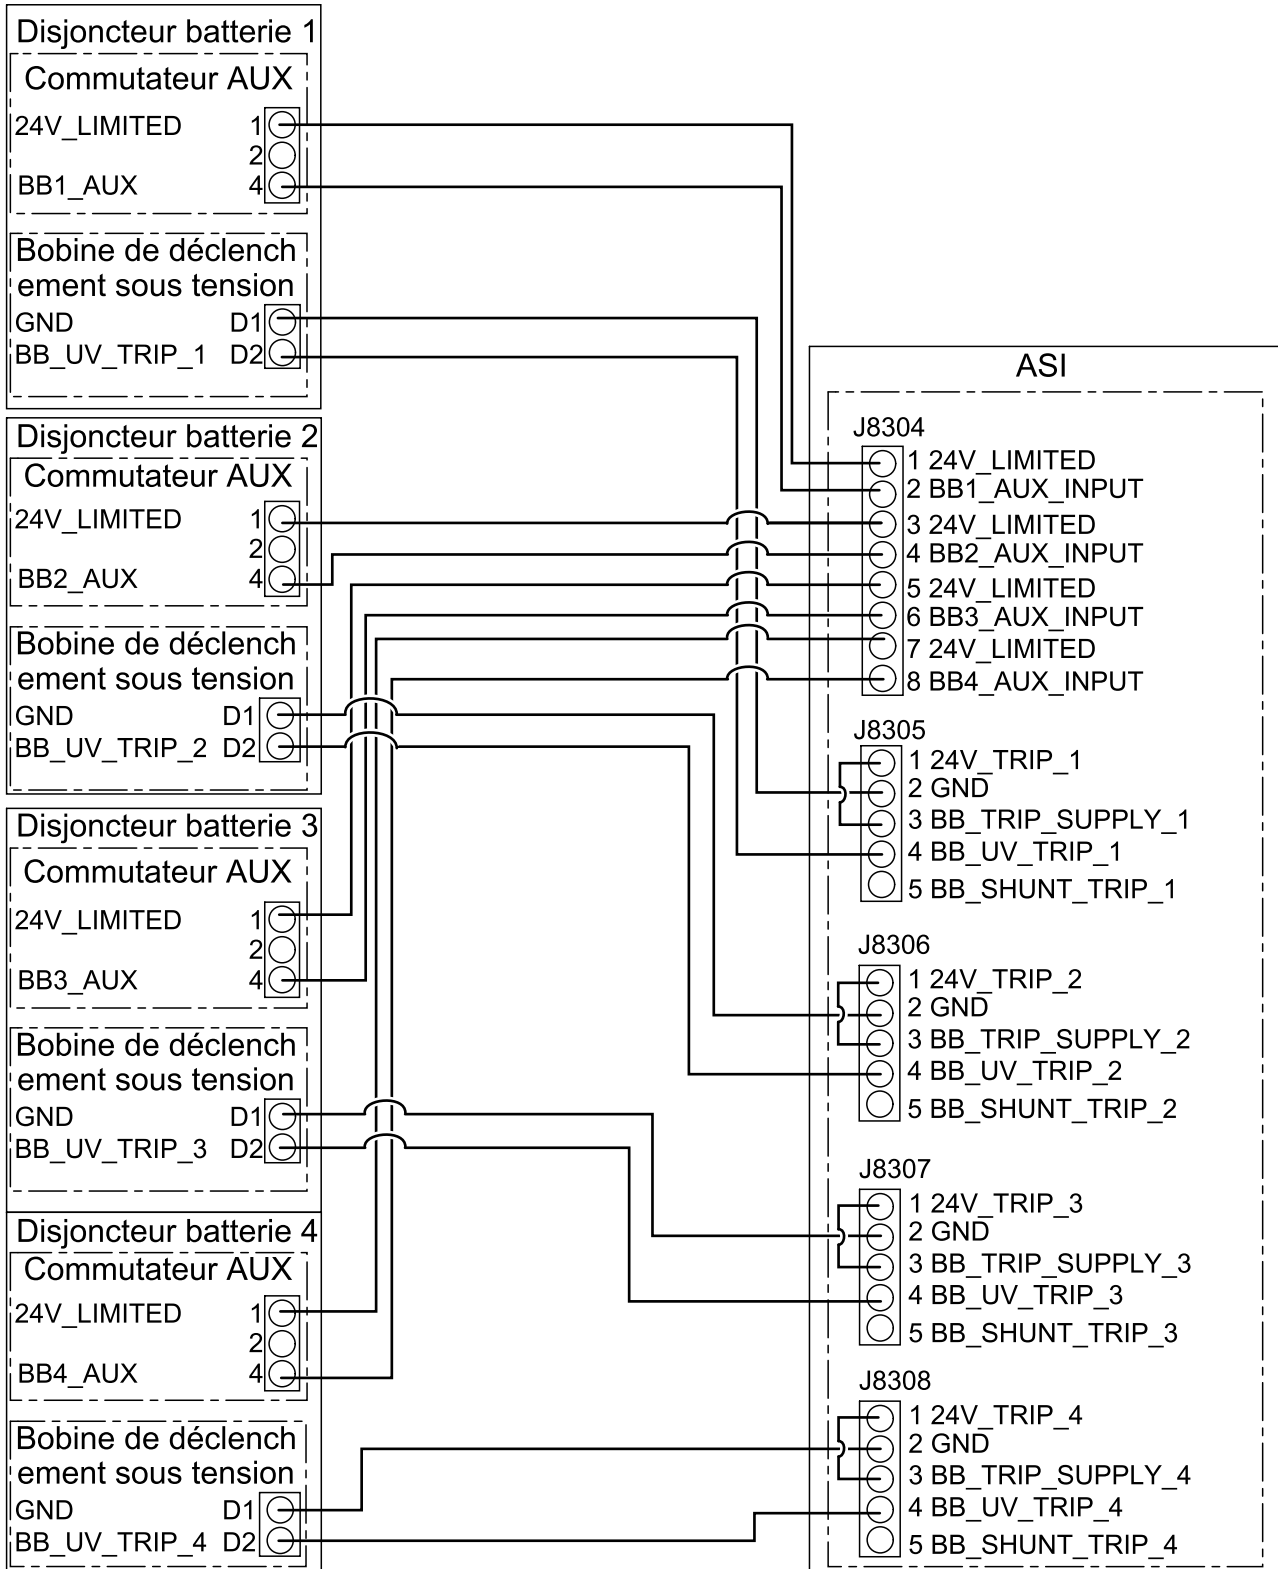 Disjoncteur batterie 1
Commutateur AUX
24V_LIMITED 1
2
BB1_AUX 4
Bobine de déclench
ement sous tension
GND D1
BB_UV_TRIP_1 D2
Disjoncteur batterie 2
Commutateur AUX
24V_LIMITED 1
2
BB2_AUX 4
Bobine de déclench
ement sous tension
GND D1
BB_UV_TRIP_2 D2
Disjoncteur batterie 3
Commutateur AUX
24V_LIMITED 1
2
BB3_AUX 4
Bobine de déclench
ement sous tension
GND D1
BB_UV_TRIP_3 D2
Disjoncteur batterie 4
Commutateur AUX
24V_LIMITED 1
2
BB4_AUX 4
Bobine de déclench
ement sous tension
GND D1
BB_UV_TRIP_4 D2
ASI
J8304
1 24V_LIMITED
2 BB1_AUX_INPUT
3 24V_LIMITED
4 BB2_AUX_INPUT
5 24V_LIMITED
6 BB3_AUX_INPUT
7 24V_LIMITED
8 BB4_AUX_INPUT
J8305
1 24V_TRIP_1
2 GND
3 BB_TRIP_SUPPLY_1
4 BB_UV_TRIP_1
5 BB_SHUNT_TRIP_1
J8306
1 24V_TRIP_2
2 GND
3 BB_TRIP_SUPPLY_2
4 BB_UV_TRIP_2
5 BB_SHUNT_TRIP_2
J8307
1 24V_TRIP_3
2 GND
3 BB_TRIP_SUPPLY_3
4 BB_UV_TRIP_3
5 BB_SHUNT_TRIP_3
J8308
1 24V_TRIP_4
2 GND
3 BB_TRIP_SUPPLY_4
4 BB_UV_TRIP_4
5 BB_SHUNT_TRIP_4